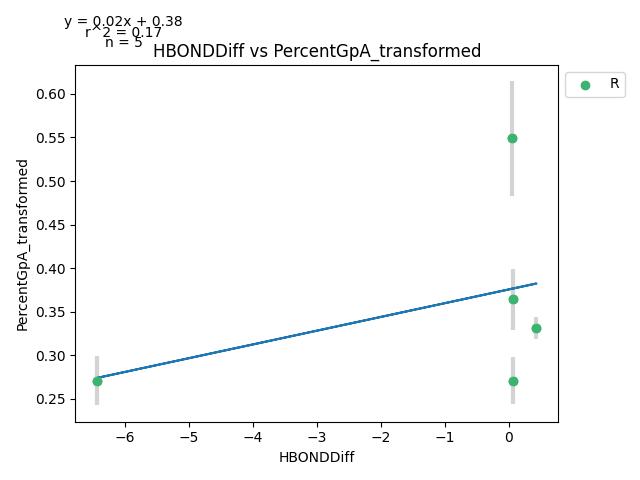 y = 0.02x + 0.38
r^2 = 0.17
n = 5
HBONDDiff vs PercentGpA_transformed
R
PercentGpA_transformed
0.60
0.55
0.50
0.45
0.40
0.35
0.30
0.25
−6 −5 −4 −3 −2 −1 0
HBONDDiff